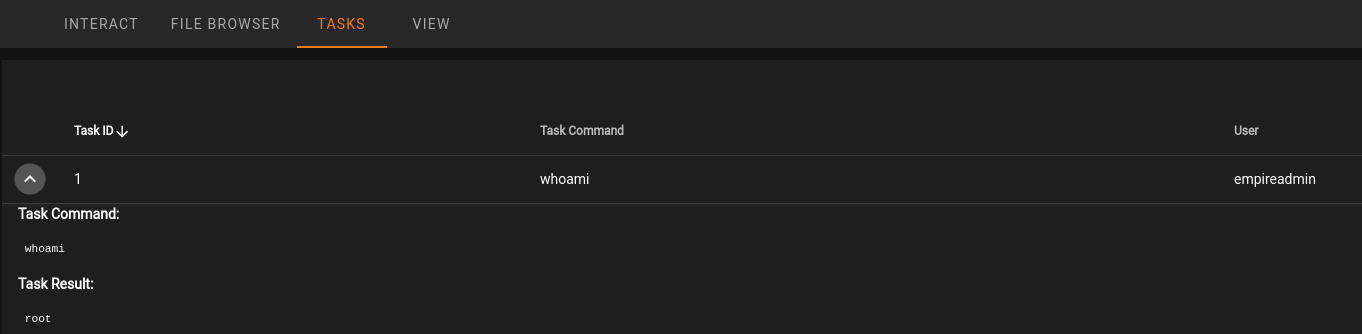 INTERACT FILE BROWSER TASKS VIEW
Task ID Task Command User
1 whoami empireadmin
Task Command:
whoami
Task Result:
root